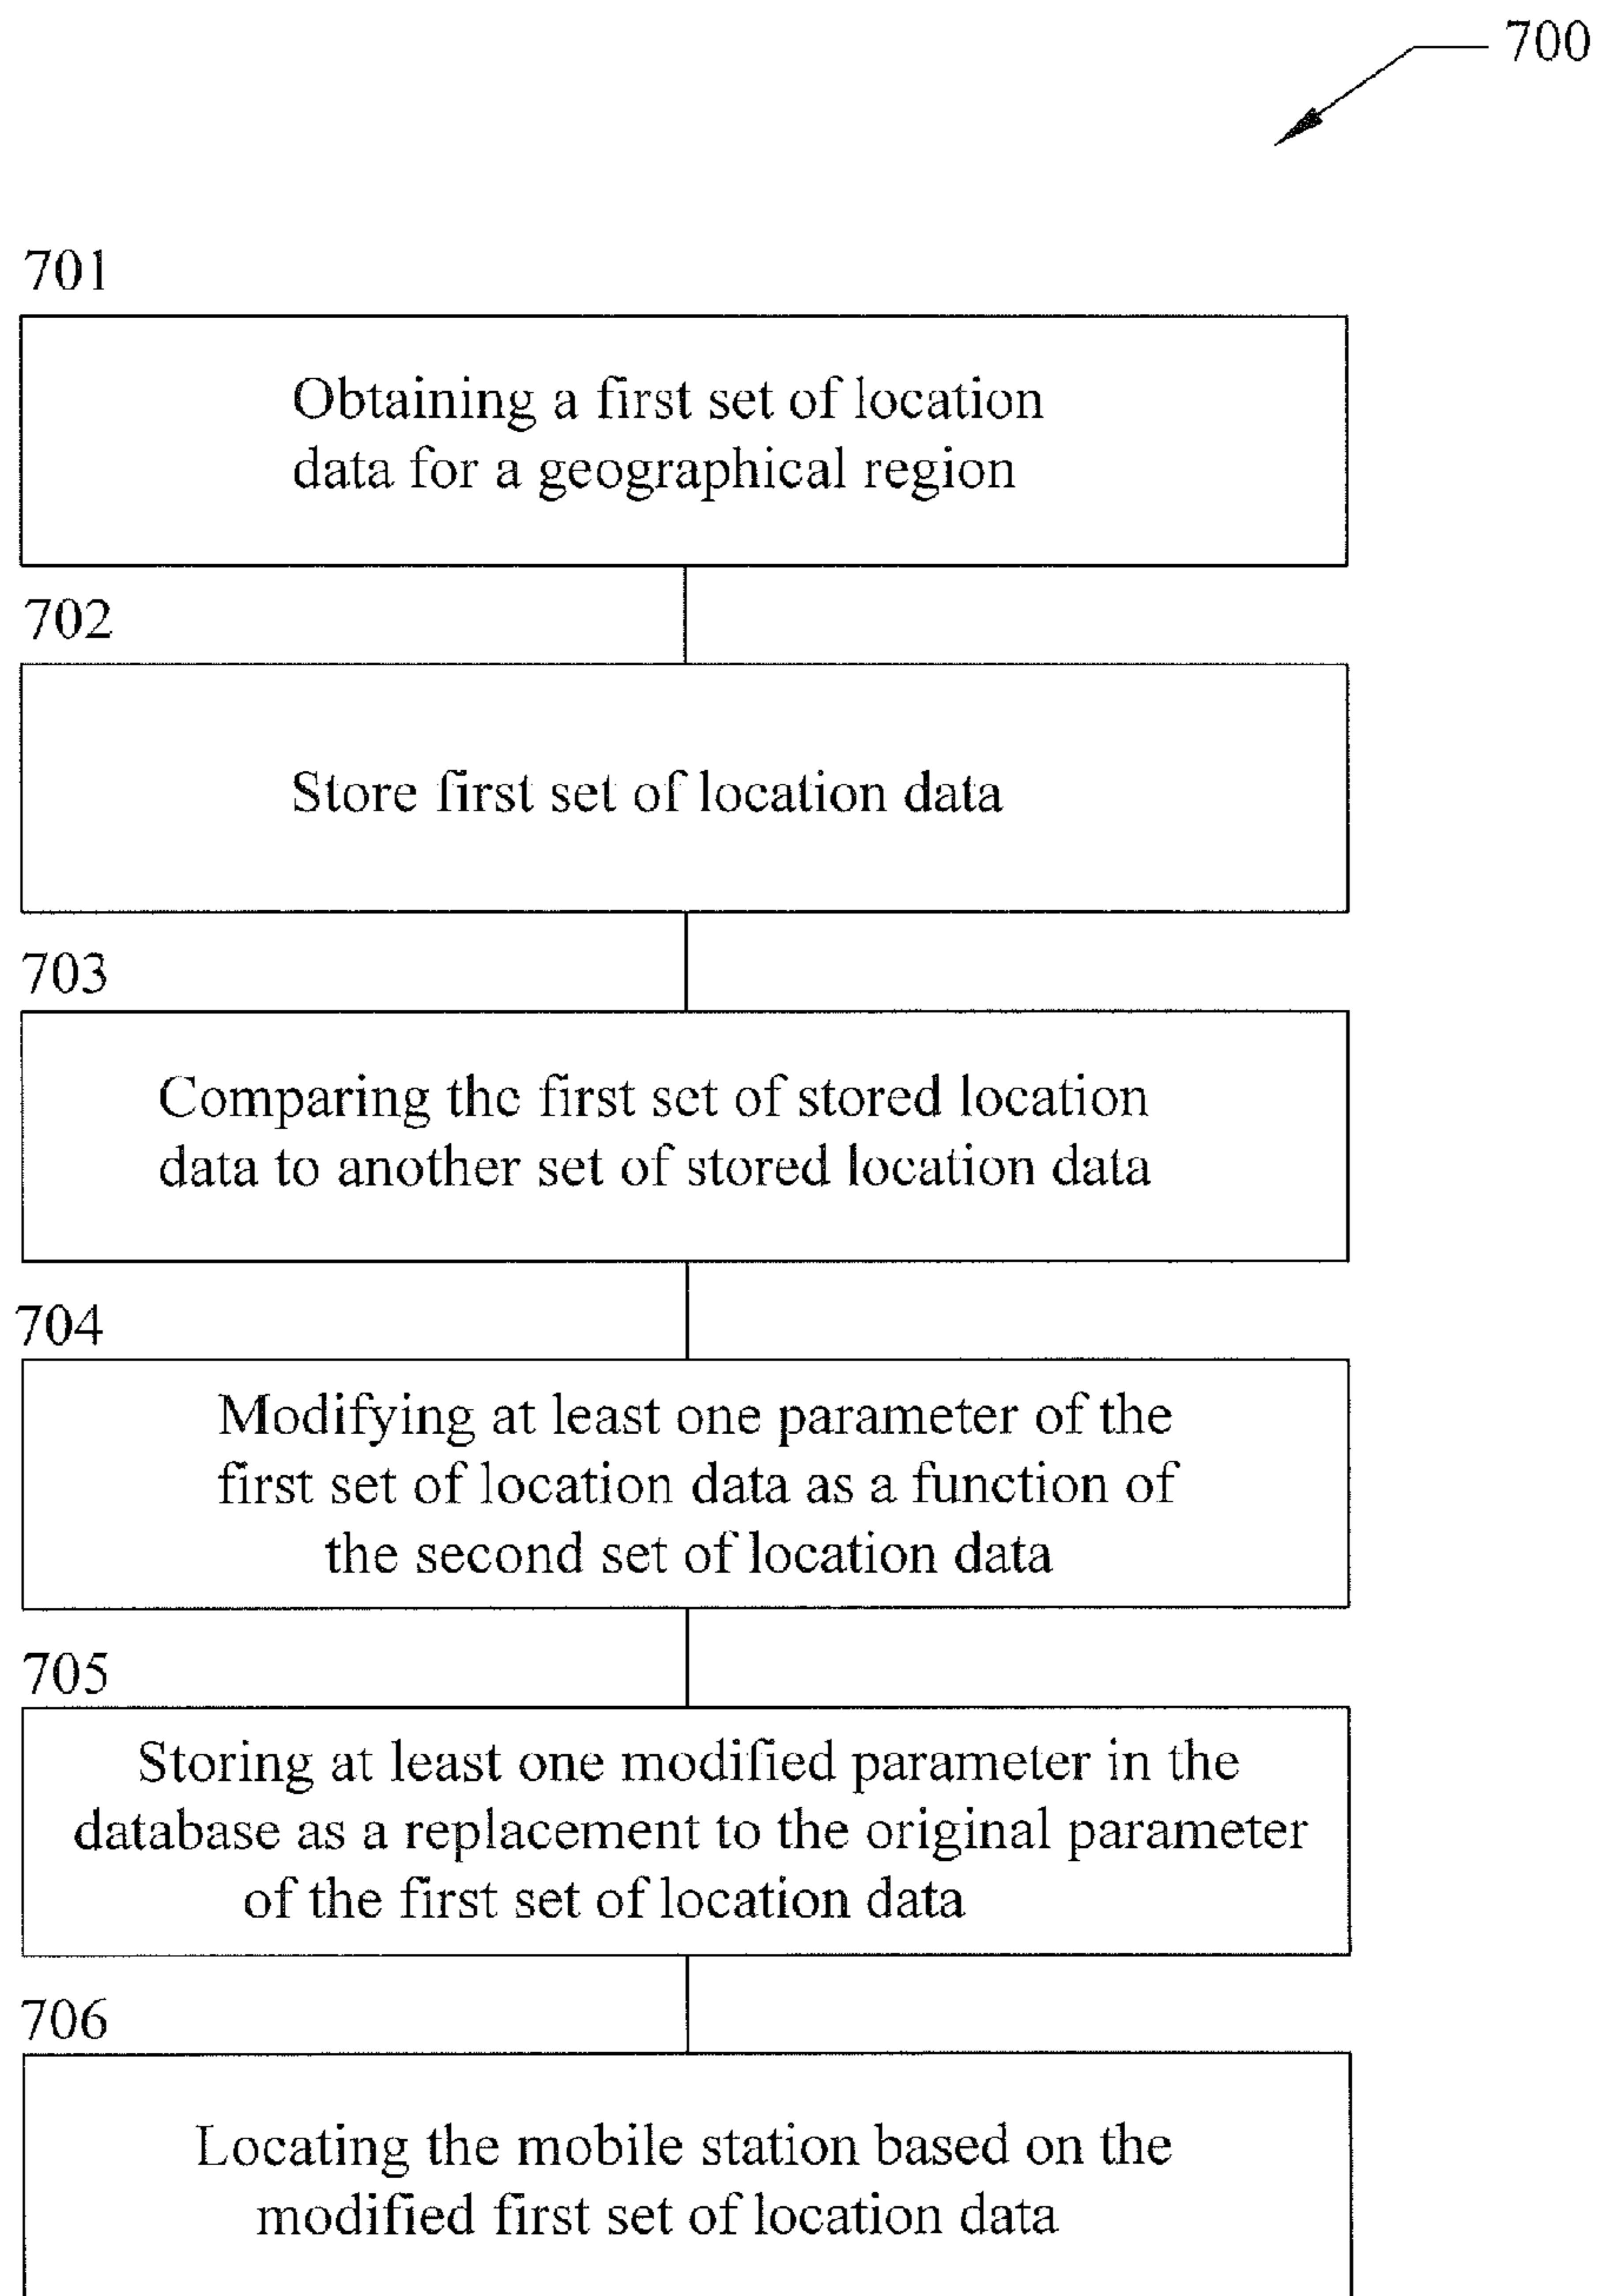 700
701
Obtaining a first set of location
data for a geographical region
702
Store first set of location data
703
Comparing the first set of stored location
data to another set of stored location data
704
Modifying at least one parameter of the
first set of location data as a function of
the second set of location data
705
Storing at least one modified parameter in the
database as a replacement to the original parameter
of the first set of location data
706
Locating the mobile station based on the
modified first set of location data